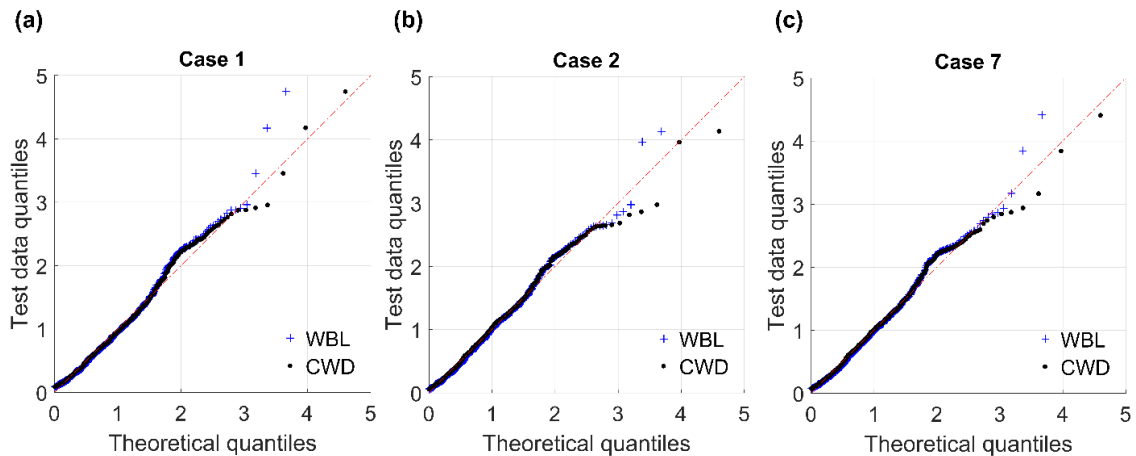 (a)
Case 1
5
4
3
2
1
0
Test data quantiles
WBL
CWD
0 1 2 3 4 5
Theoretical quantiles
(b)
Case 2
5
4
3
2
1
0
Test data quantiles
WBL
CWD
0 1 2 3 4 5
Theoretical quantiles
(c)
Case 7
5
4
3
2
1
0
Test data quantiles
WBL
CWD
0 1 2 3 4 5
Theoretical quantiles